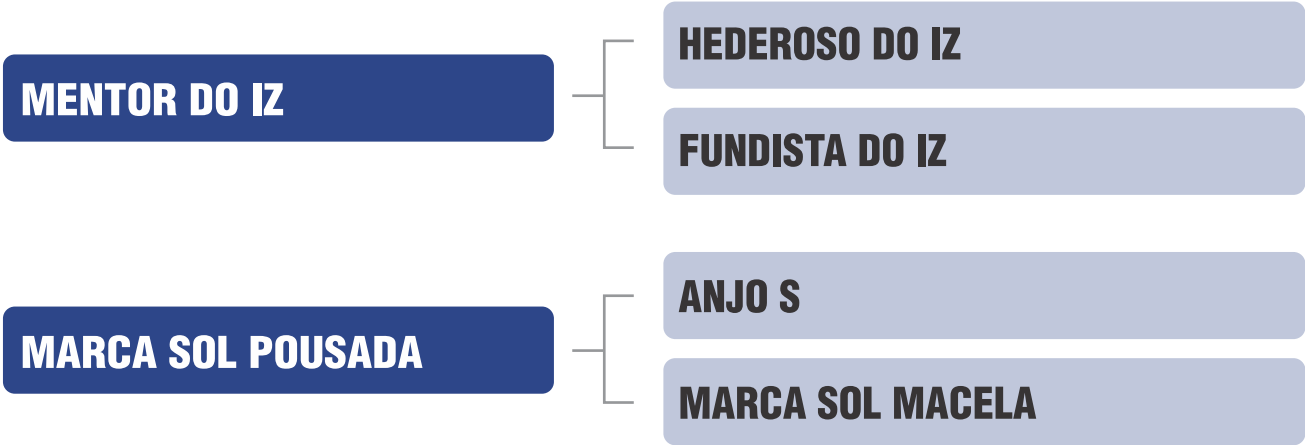 MENTOR DO IZ
HEDEROSO DO IZ
FUNDISTA DO IZ
MARCA SOL POUSADA
ANJO S
MARCA SOL MACELA